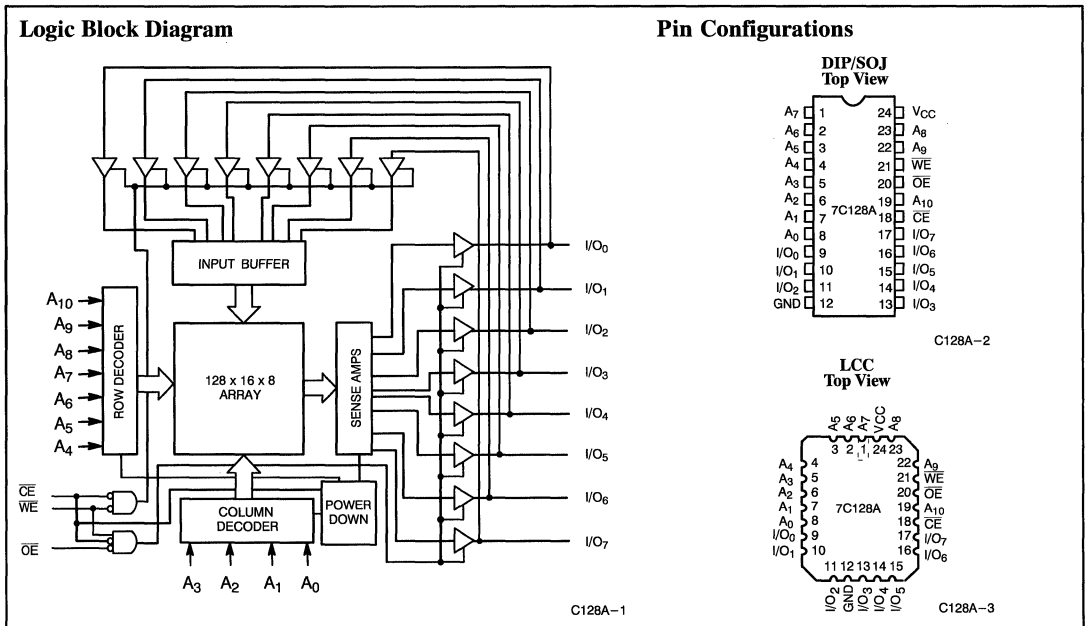 Logic Block Diagram
INPUT BUFFER
A10
A9
A8
A7
A6
A5
A4
ROW DECODER
128 x 16 x 8
ARRAY
SENSE AMPS
I/O0
I/O1
I/O2
I/O3
I/O4
I/O5
I/O6
I/O7
CE
WE
OE
COLUMN
DECODER
POWER
DOWN
A3 A2 A1 A0
C128A-1
Pin Configurations
DIP/SOJ
Top View
A7 1 24 VCC
A6 2 23 A8
A5 3 22 A9
A4 4 21 WE
A3 5 20 OE
A2 6 19 A10
7C128A
A1 7 18 CE
A0 8 17 I/O7
I/O0 9 16 I/O6
I/O1 10 15 I/O5
I/O2 11 14 I/O4
GND 12 13 I/O3
C128A-2
LCC
Top View
A5 A6 A7 VCC A8
3 2 1 24 23
A4 4 22 A9
A3 5 21 WE
A2 6 20 OE
A1 7 7C128A 19 A10
A0 8 18 CE
I/O0 9 17 I/O7
I/O1 10 16 I/O6
11 12 13 14 15
I/O2 GND I/O3 I/O4 I/O5
C128A-3